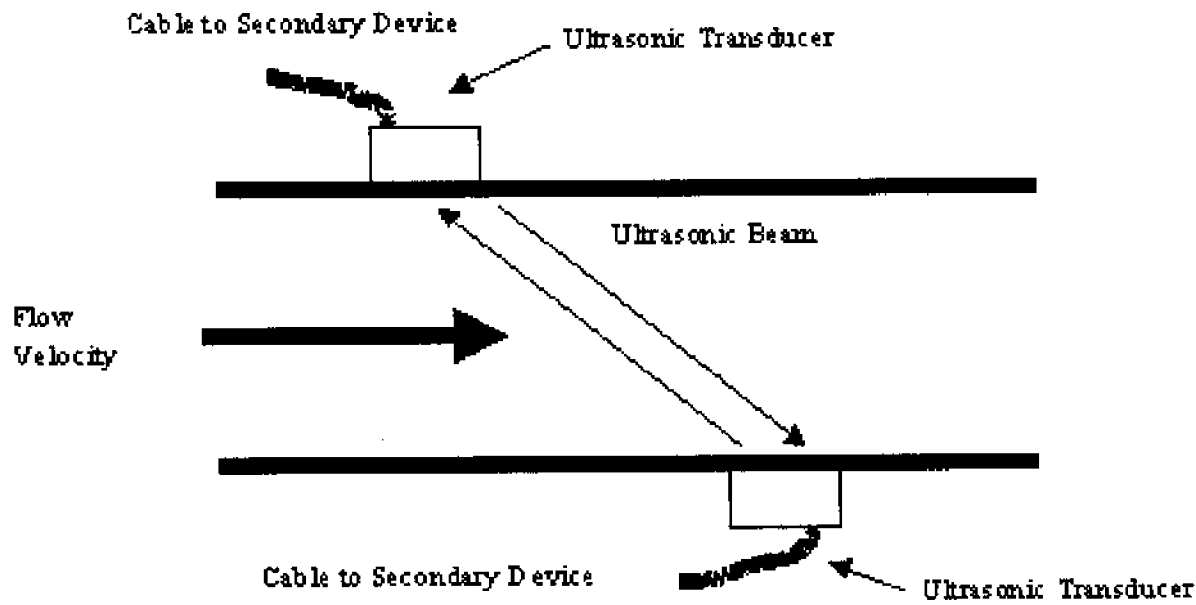 Cable to Secondary Device
Ultrasonic Transducer
Ultrasonic Beam
Flow
Velocity
Cable to Secondary Device
Ultrasonic Transducer